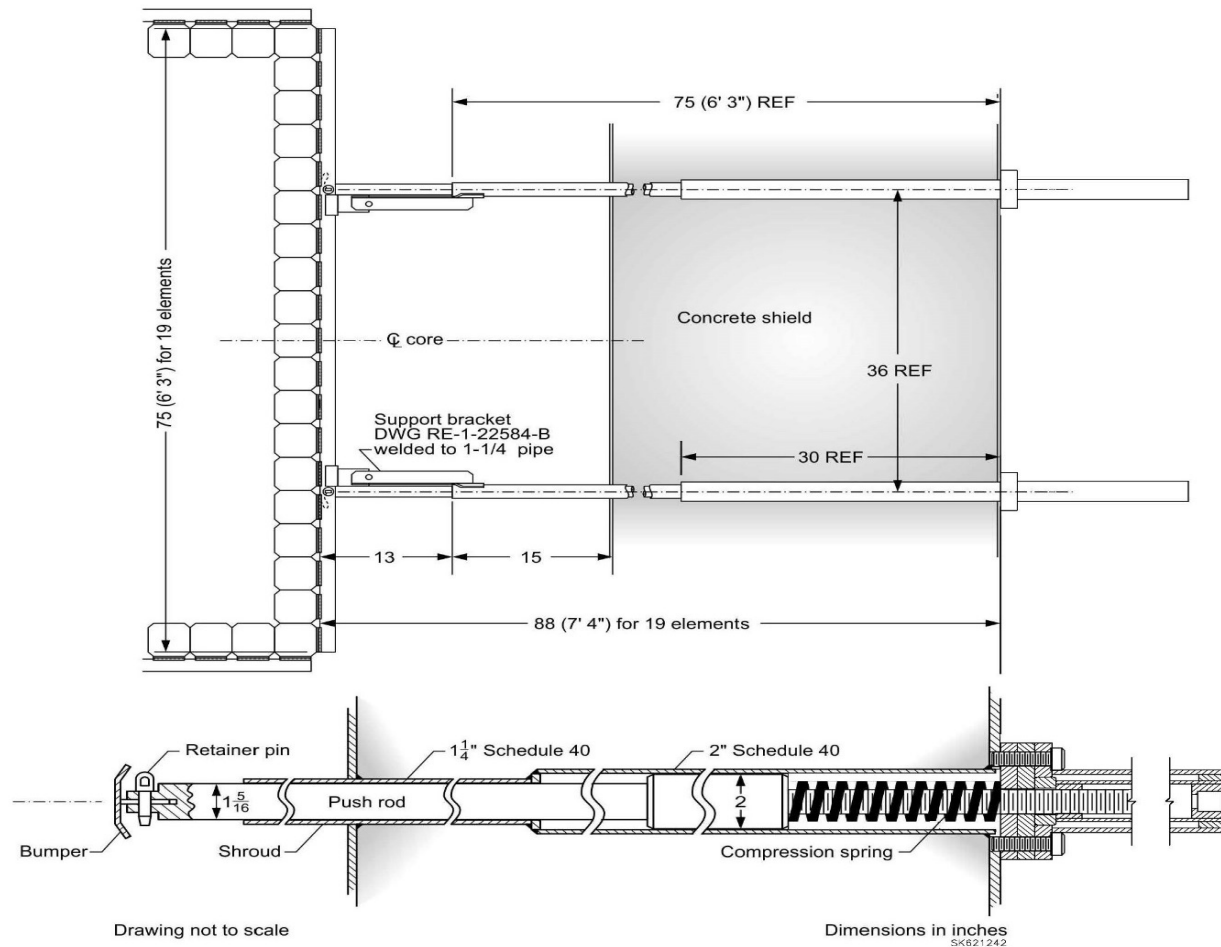 75 (6' 3") REF
75 (6' 3") for 19 elements
Concrete shield
℄ core
36 REF
Support bracket
DWG RE-1-22584-B
welded to 1-1/4 pipe
30 REF
13
15
88 (7' 4") for 19 elements
Retainer pin
1 1/4" Schedule 40
2" Schedule 40
1 5/16
Push rod
2
Bumper
Shroud
Compression spring
Drawing not to scale
Dimensions in inches
SK621242